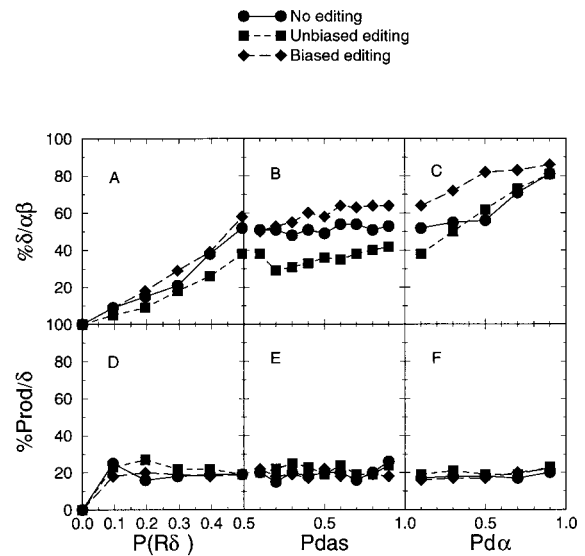 No editing
Unbiased editing
Biased editing
100
80
60
40
20
%δ/αβ
A
B
C
100
80
60
40
20
0
%Prod/δ
D
E
F
0.0 0.1 0.2 0.3 0.4 0.5 0.5 1.0 0.5 1.0
P(Rδ) Pdas Pdα